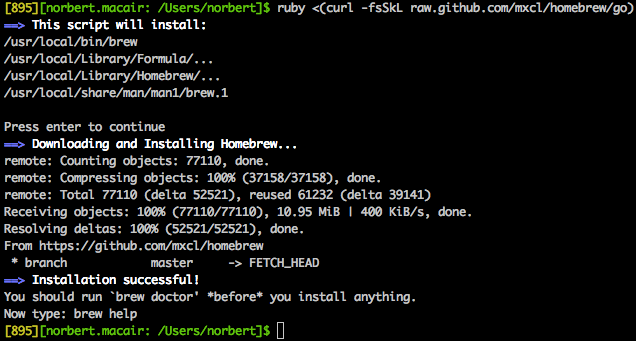 [895][norbert.macair: /Users/norbert]$ ruby <(curl -fsSkL raw.github.com/mxcl/homebrew/go)
==> This script will install:
/usr/local/bin/brew
/usr/local/Library/Formula/...
/usr/local/Library/Homebrew/...
/usr/local/share/man/man1/brew.1
Press enter to continue
==> Downloading and Installing Homebrew...
remote: Counting objects: 77110, done.
remote: Compressing objects: 100% (37158/37158), done.
remote: Total 77110 (delta 52521), reused 61232 (delta 39141)
Receiving objects: 100% (77110/77110), 10.95 MiB | 400 KiB/s, done.
Resolving deltas: 100% (52521/52521), done.
From https://github.com/mxcl/homebrew
 * branch            master     -> FETCH_HEAD
==> Installation successful!
You should run `brew doctor' *before* you install anything.
Now type: brew help
[895][norbert.macair: /Users/norbert]$